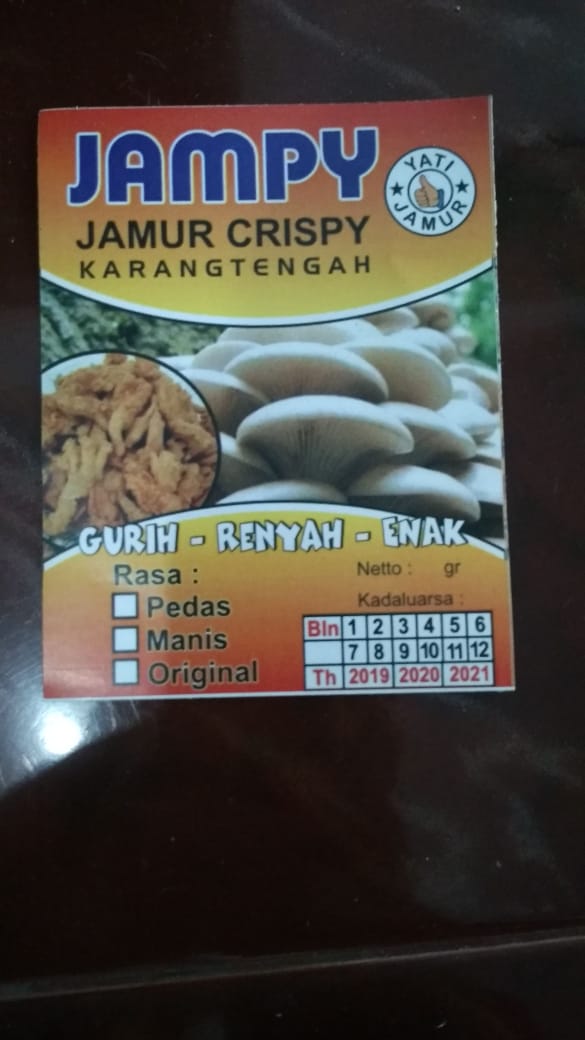 JAMPY
YATI
JAMUR
JAMUR CRISPY
KARANGTENGAH
GURIH - RENYAH - ENAK
Rasa :
Pedas
Manis
Original
Netto : gr
Kadaluarsa :
Bln 1 2 3 4 5 6
7 8 9 10 11 12
Th 2019 2020 2021